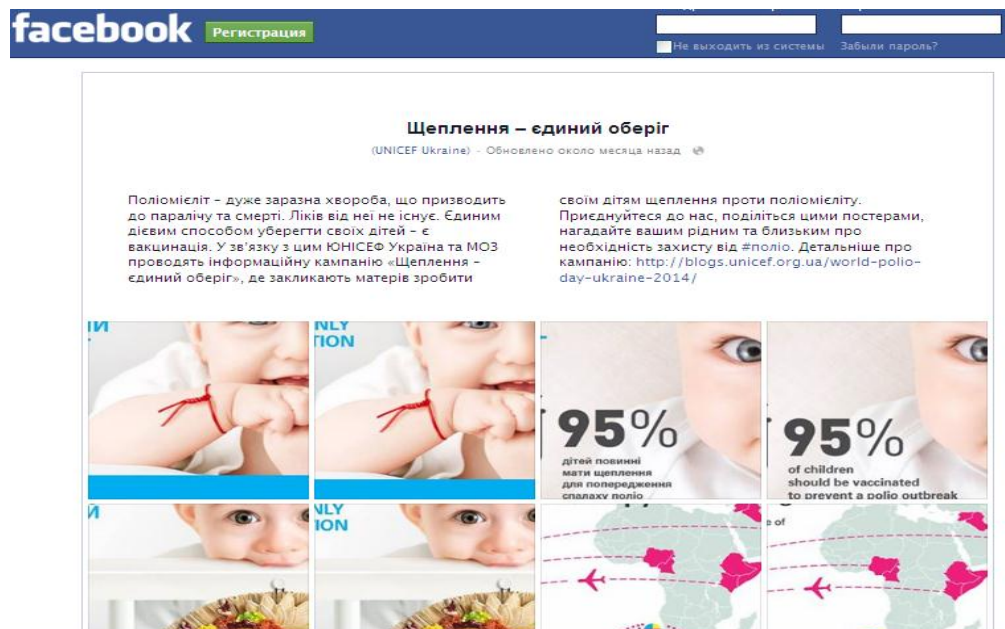 facebook
Регистрация
Не выходить из системы
Забыли пароль?
Щеплення – єдиний оберіг
(UNICEF Ukraine) - Обновлено около месяца назад
Поліомієліт – дуже заразна хвороба, що призводить
до паралічу та смерті. Ліків від неї не існує. Єдиним
дієвим способом уберегти своїх дітей – є
вакцинація. У зв'язку з цим ЮНІСЕФ Україна та МОЗ
проводять інформаційну кампанію «Щеплення –
єдиний оберіг», де закликають матерів зробити
своїм дітям щеплення проти поліомієліту.
Приєднуйтеся до нас, поділіться цими постерами,
нагадайте вашим рідним та близьким про
необхідність захисту від #поліо. Детальніше про
кампанію: http://blogs.unicef.org.ua/world-polio-
day-ukraine-2014/
95%
дітей повинні
мати щеплення
для попередження
спалаху поліо
95%
of children
should be vaccinated
to prevent a polio outbreak